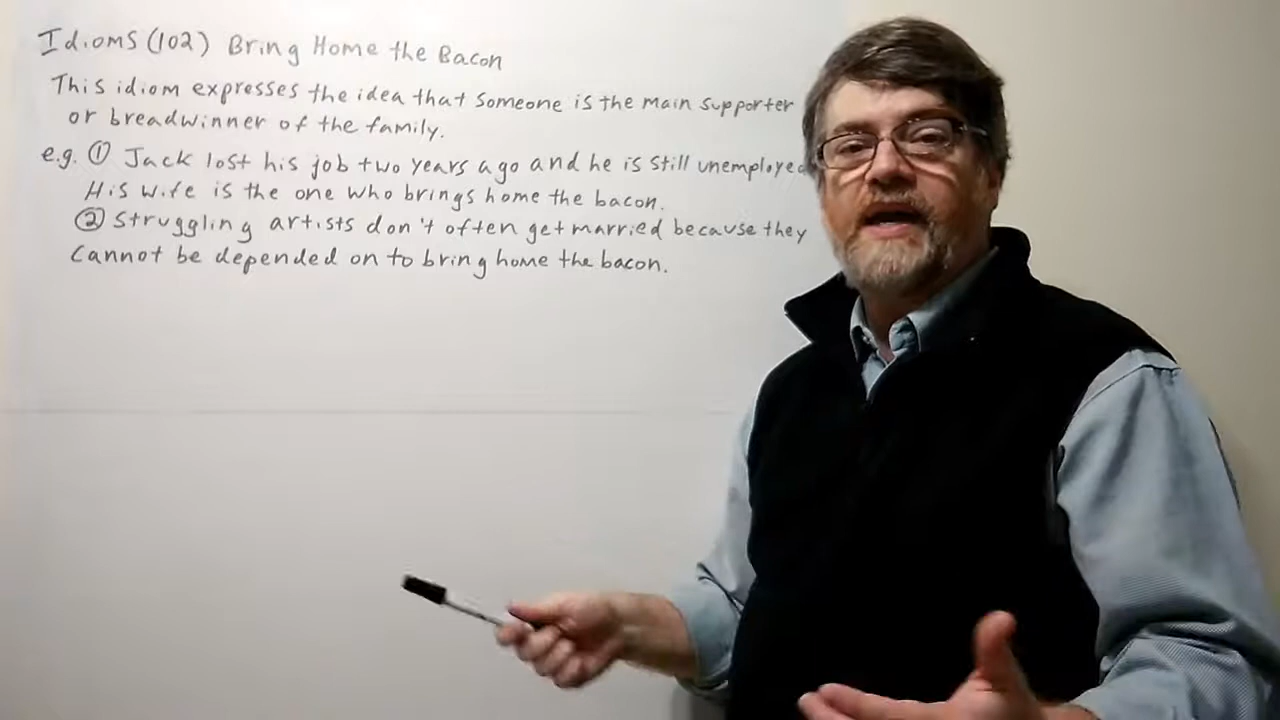 Idioms (102) Bring Home the Bacon
This idiom expresses the idea that someone is the main supporter
or breadwinner of the family.
e.g. ① Jack lost his job two years ago and he is still unemployed
His wife is the one who brings home the bacon.
② Struggling artists don't often get married because they
cannot be depended on to bring home the bacon.